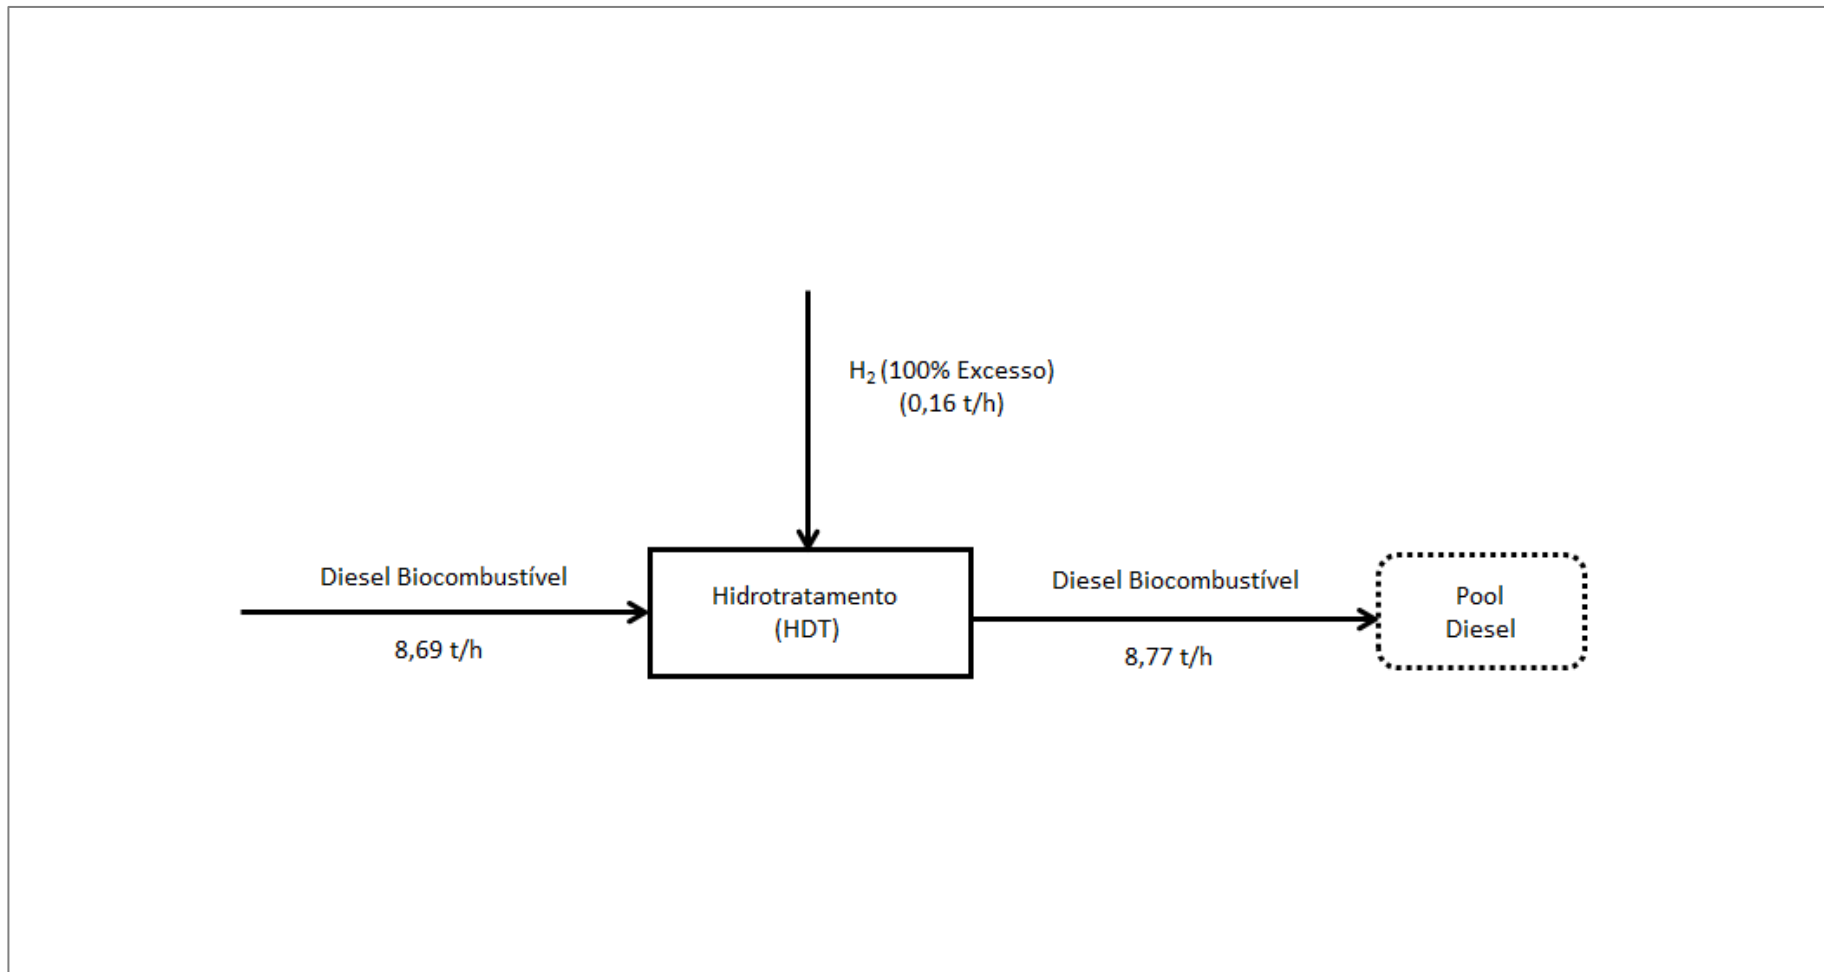 H₂ (100% Excesso)
(0,16 t/h)
Diesel Biocombustível
8,69 t/h
Hidrotratamento
(HDT)
Diesel Biocombustível
8,77 t/h
Pool
Diesel